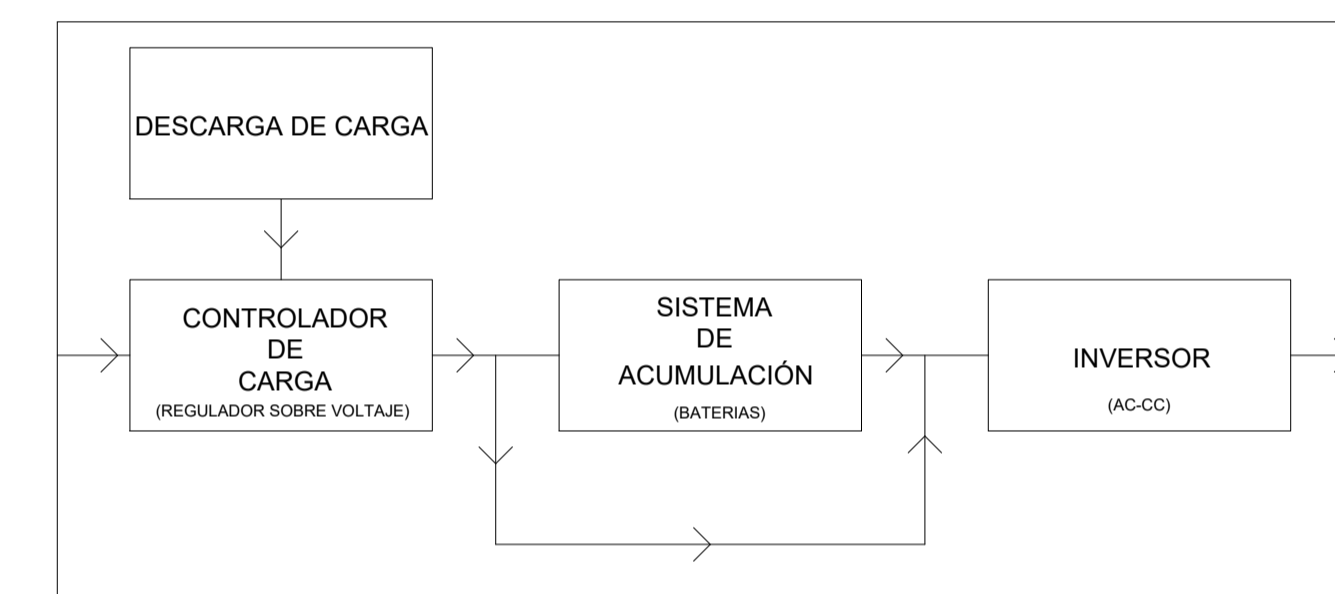 DESCARGA DE CARGA
CONTROLADOR
DE
CARGA
(REGULADOR SOBRE VOLTAJE)
SISTEMA
DE
ACUMULACIÓN
(BATERIAS)
INVERSOR
(AC-CC)